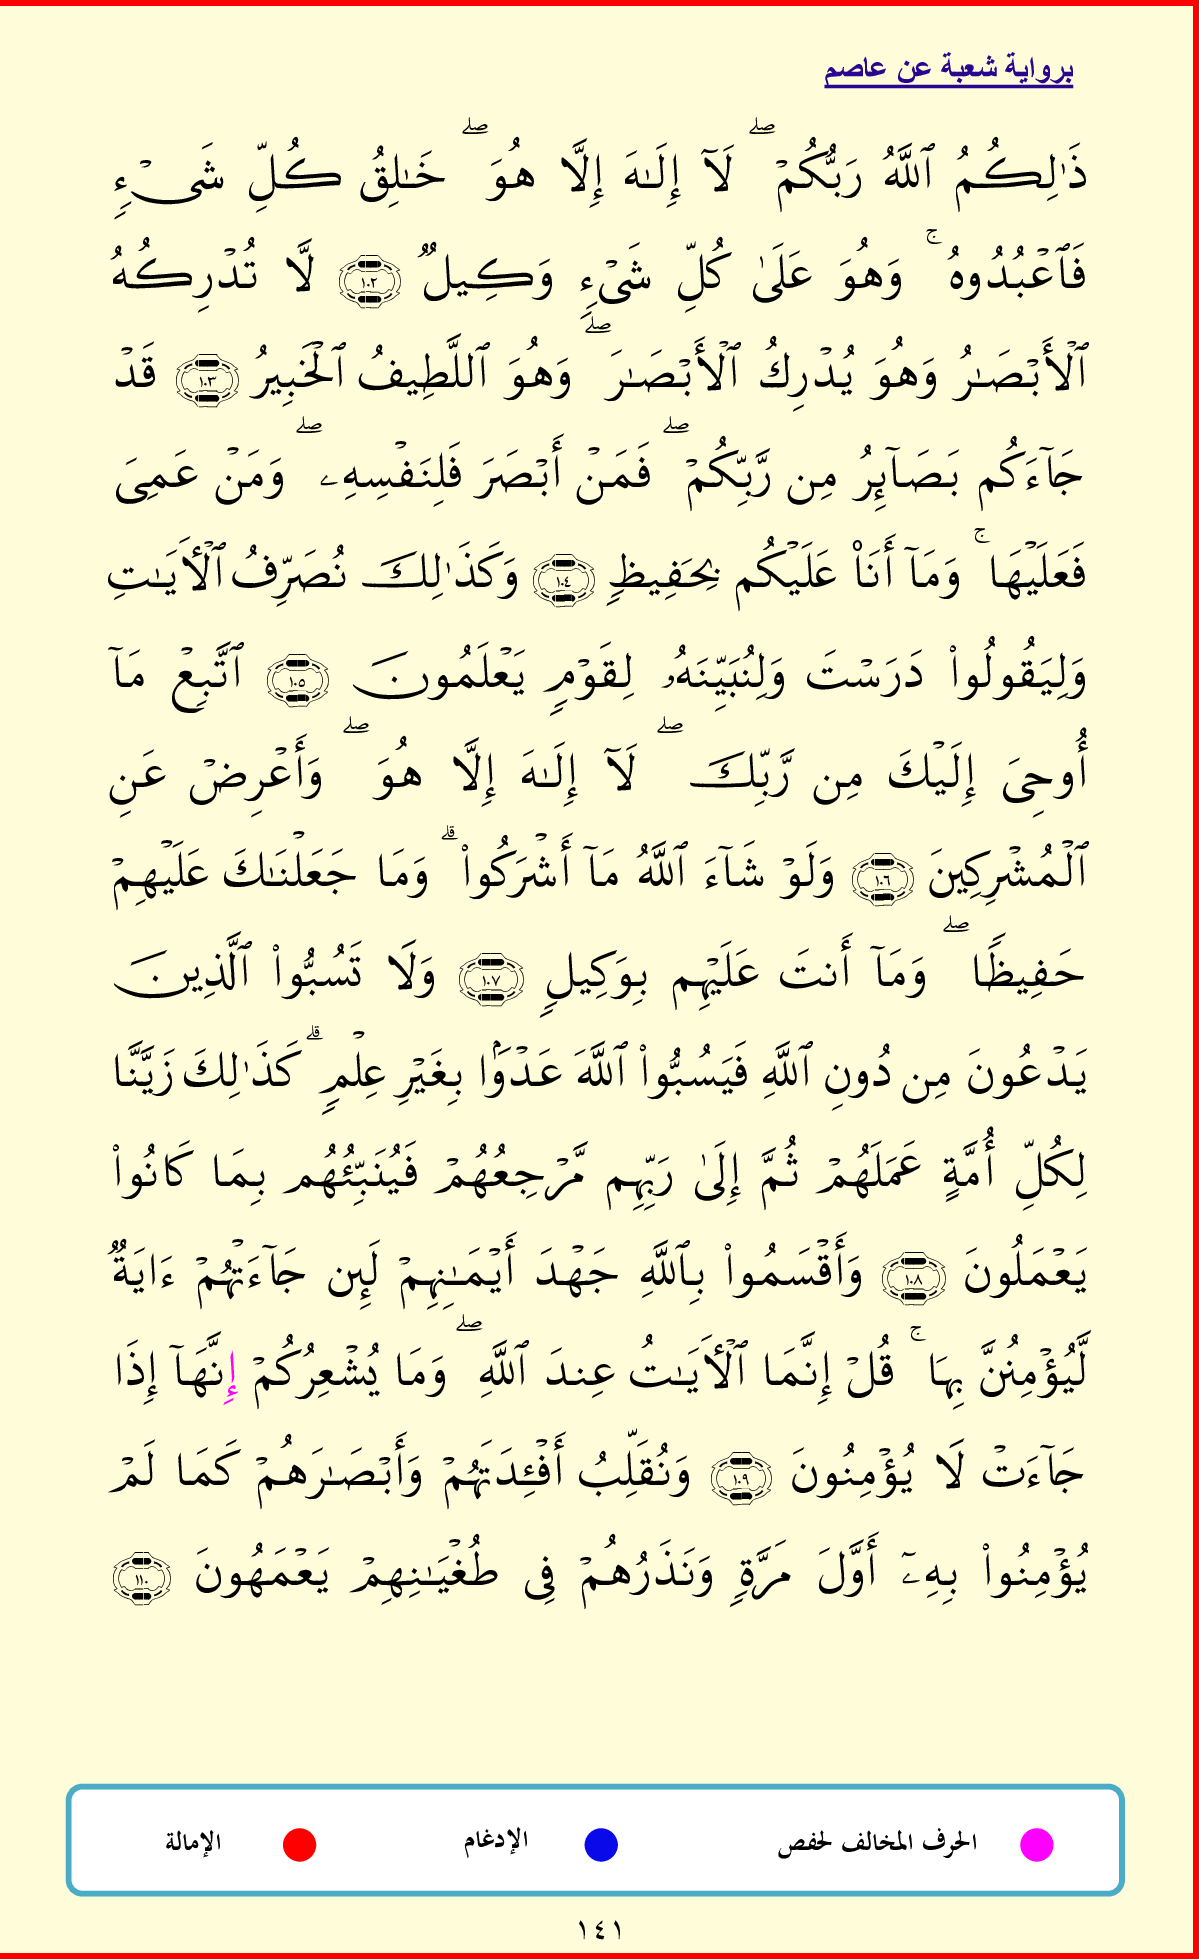 برواية شعبة عن عاصم
ذَٰلِكُمُ ٱللَّهُ رَبُّكُمۡۖ لَآ إِلَٰهَ إِلَّا هُوَۖ خَٰلِقُ كُلِّ شَيۡءٖ
فَٱعۡبُدُوهُۚ وَهُوَ عَلَىٰ كُلِّ شَيۡءٖ وَكِيلٞ ١٠٢ لَّا تُدۡرِكُهُ
ٱلۡأَبۡصَٰرُ وَهُوَ يُدۡرِكُ ٱلۡأَبۡصَٰرَۖ وَهُوَ ٱللَّطِيفُ ٱلۡخَبِيرُ ١٠٣ قَدۡ
جَآءَكُم بَصَآئِرُ مِن رَّبِّكُمۡۖ فَمَنۡ أَبۡصَرَ فَلِنَفۡسِهِۦۖ وَمَنۡ عَمِيَ
فَعَلَيۡهَاۚ وَمَآ أَنَا۠ عَلَيۡكُم بِحَفِيظٖ ١٠٤ وَكَذَٰلِكَ نُصَرِّفُ ٱلۡأٓيَٰتِ
وَلِيَقُولُواْ دَرَسۡتَ وَلِنُبَيِّنَهُۥ لِقَوۡمٖ يَعۡلَمُونَ ١٠٥ ٱتَّبِعۡ مَآ
أُوحِيَ إِلَيۡكَ مِن رَّبِّكَۖ لَآ إِلَٰهَ إِلَّا هُوَۖ وَأَعۡرِضۡ عَنِ
ٱلۡمُشۡرِكِينَ ١٠٦ وَلَوۡ شَآءَ ٱللَّهُ مَآ أَشۡرَكُواْۗ وَمَا جَعَلۡنَٰكَ عَلَيۡهِمۡ
حَفِيظٗاۖ وَمَآ أَنتَ عَلَيۡهِم بِوَكِيلٖ ١٠٧ وَلَا تَسُبُّواْ ٱلَّذِينَ
يَدۡعُونَ مِن دُونِ ٱللَّهِ فَيَسُبُّواْ ٱللَّهَ عَدۡوَۢا بِغَيۡرِ عِلۡمٖۗ كَذَٰلِكَ زَيَّنَّا
لِكُلِّ أُمَّةٍ عَمَلَهُمۡ ثُمَّ إِلَىٰ رَبِّهِم مَّرۡجِعُهُمۡ فَيُنَبِّئُهُم بِمَا كَانُواْ
يَعۡمَلُونَ ١٠٨ وَأَقۡسَمُواْ بِٱللَّهِ جَهۡدَ أَيۡمَٰنِهِمۡ لَئِن جَآءَتۡهُمۡ ءَايَةٞ
لَّيُؤۡمِنُنَّ بِهَاۚ قُلۡ إِنَّمَا ٱلۡأٓيَٰتُ عِندَ ٱللَّهِۖ وَمَا يُشۡعِرُكُمۡ إِنَّهَآ إِذَا
جَآءَتۡ لَا يُؤۡمِنُونَ ١٠٩ وَنُقَلِّبُ أَفۡـِٔدَتَهُمۡ وَأَبۡصَٰرَهُمۡ كَمَا لَمۡ
يُؤۡمِنُواْ بِهِۦٓ أَوَّلَ مَرَّةٖ وَنَذَرُهُمۡ فِي طُغۡيَٰنِهِمۡ يَعۡمَهُونَ ١١٠
الحرف المخالف لحفص الإدغام الإمالة
١٤١